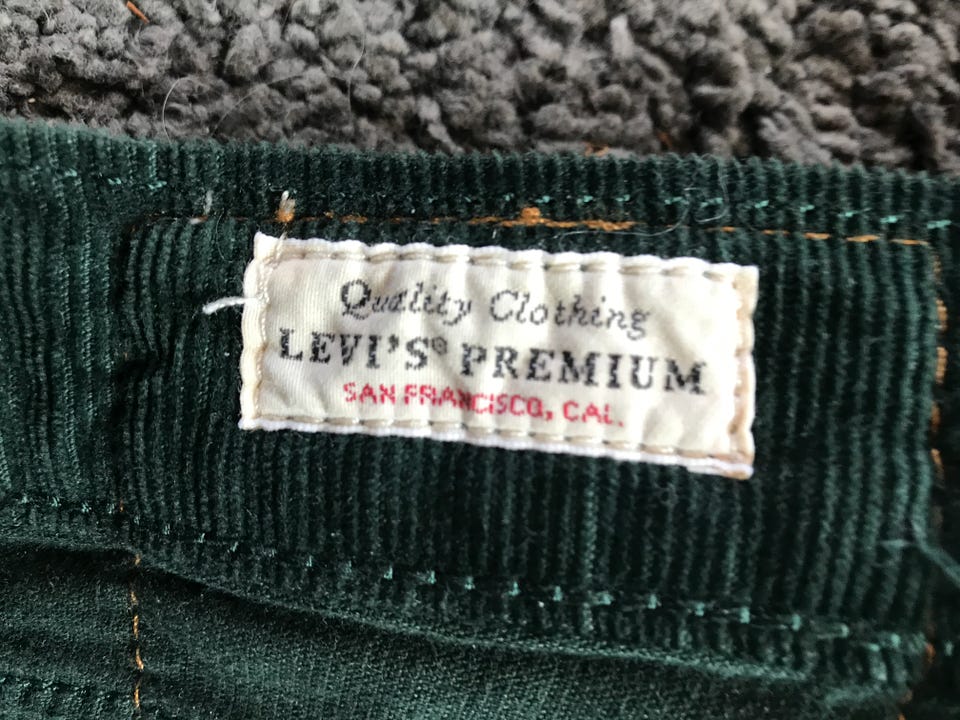 Quality Clothing
LEVI'S® PREMIUM
SAN FRANCISCO, CAL.